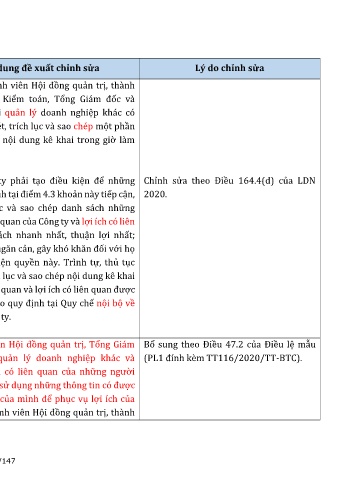 dung đề xuất chỉnh sửa
Lý do chỉnh sửa
nh viên Hội đồng quản trị, thành
Kiểm toán, Tổng Giám đốc và
i quản lý doanh nghiệp khác có
ét, trích lục và sao chép một phần
nội dung kê khai trong giờ làm
ty phải tạo điều kiện để những
h tại điểm 4.3 khoản này tiếp cận,
c và sao chép danh sách những
quan của Công ty và lợi ích có liên
ách nhanh nhất, thuận lợi nhất;
găn cản, gây khó khăn đối với họ
ện quyền này. Trình tự, thủ tục
lục và sao chép nội dung kê khai
quan và lợi ích có liên quan được
o quy định tại Quy chế nội bộ về
ty.
Chỉnh sửa theo Điều 164.4(d) của LDN
2020.
n Hội đồng quản trị, Tổng Giám
quản lý doanh nghiệp khác và
có liên quan của những người
sử dụng những thông tin có được
của mình để phục vụ lợi ích của
nh viên Hội đồng quản trị, thành
Bổ sung theo Điều 47.2 của Điều lệ mẫu
(PL1 đính kèm TT116/2020/TT-BTC).
/147